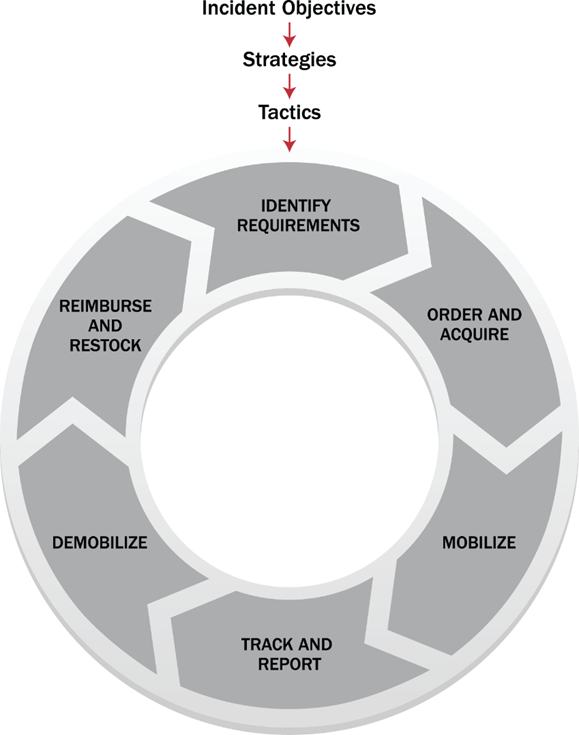 Incident Objectives
Strategies
Tactics
IDENTIFY
REQUIREMENTS
ORDER AND
ACQUIRE
MOBILIZE
TRACK AND
REPORT
DEMOBILIZE
REIMBURSE
AND
RESTOCK